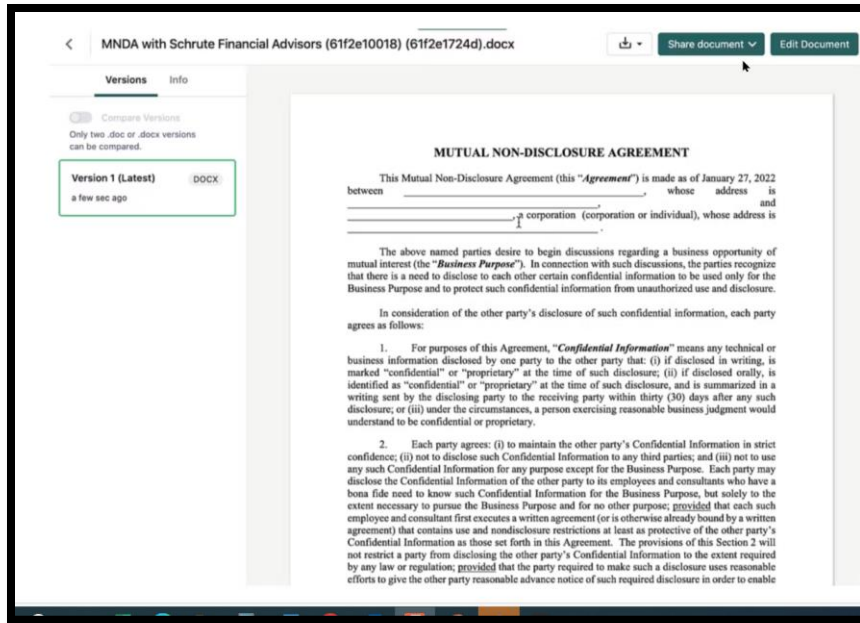 MNDA with Schrute Financial Advisors (61f2e10018) (61f2e1724d).docx
Share document
Edit Document
Versions
Info
Compare Versions
Only two .doc or .docx versions
can be compared.
Version 1 (Latest)
DOCX
a few sec ago
MUTUAL NON-DISCLOSURE AGREEMENT
This Mutual Non-Disclosure Agreement (this “Agreement”) is made as of January 27, 2022
between ______________________, whose address is
______________________, and
______________________, a corporation (corporation or individual), whose address is
______________________.
The above named parties desire to begin discussions regarding a business opportunity of
mutual interest (the “Business Purpose”). In connection with such discussions, the parties recognize
that there is a need to disclose to each other certain confidential information to be used only for the
Business Purpose and to protect such confidential information from unauthorized use and disclosure.
In consideration of the other party’s disclosure of such confidential information, each party
agrees as follows:
1. For purposes of this Agreement, “Confidential Information” means any technical or
business information disclosed by one party to the other party that: (i) if disclosed in writing, is
marked “confidential” or “proprietary” at the time of such disclosure; (ii) if disclosed orally, is
identified as “confidential” or “proprietary” at the time of such disclosure, and is summarized in a
writing sent by the disclosing party to the receiving party within thirty (30) days after any such
disclosure; or (iii) under the circumstances, a person exercising reasonable business judgment would
understand to be confidential or proprietary.
2. Each party agrees: (i) to maintain the other party’s Confidential Information in strict
confidence; (ii) not to disclose such Confidential Information to any third parties; and (iii) not to use
any such Confidential Information for any purpose except for the Business Purpose. Each party may
disclose the Confidential Information of the other party to its employees and consultants who have a
bona fide need to know such Confidential Information for the Business Purpose, but solely to the
extent necessary to pursue the Business Purpose and for no other purpose; provided that each such
employee and consultant first executes a written agreement (or is otherwise already bound by a written
agreement) that contains use and nondisclosure restrictions at least as protective of the other party’s
Confidential Information as those set forth in this Agreement. The provisions of this Section 2 will
not restrict a party from disclosing the other party’s Confidential Information to the extent required
by any law or regulation; provided that the party required to make such a disclosure uses reasonable
efforts to give the other party reasonable advance notice of such required disclosure in order to enable